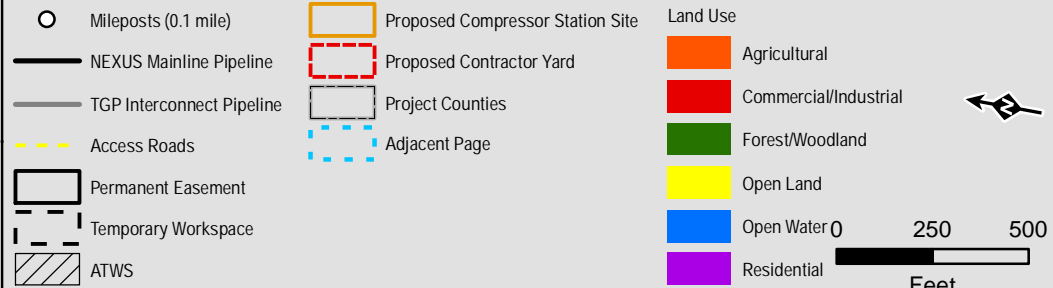 Mileposts (0.1 mile)
NEXUS Mainline Pipeline
TGP Interconnect Pipeline
Access Roads
Permanent Easement
Temporary Workspace
ATWS
Proposed Compressor Station Site
Proposed Contractor Yard
Project Counties
Adjacent Page
Land Use
Agricultural
Commercial/Industrial
Forest/Woodland
Open Land
Open Water
Residential
N
0 250 500
Feet